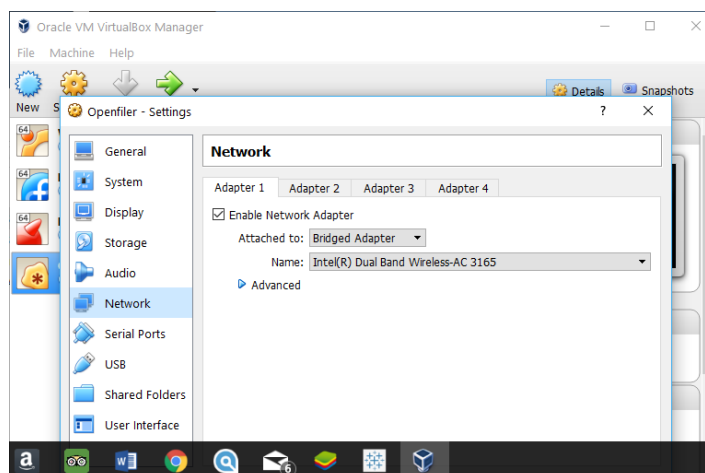 Oracle VM VirtualBox Manager
File Machine Help
New S
Details Snapshots
64
64
64
Openfiler - Settings ?
General
System
Display
Storage
Audio
Network
Serial Ports
USB
Shared Folders
User Interface
Network
Adapter 1 Adapter 2 Adapter 3 Adapter 4
Enable Network Adapter
Attached to: Bridged Adapter
Name: Intel(R) Dual Band Wireless-AC 3165
Advanced
a W 6